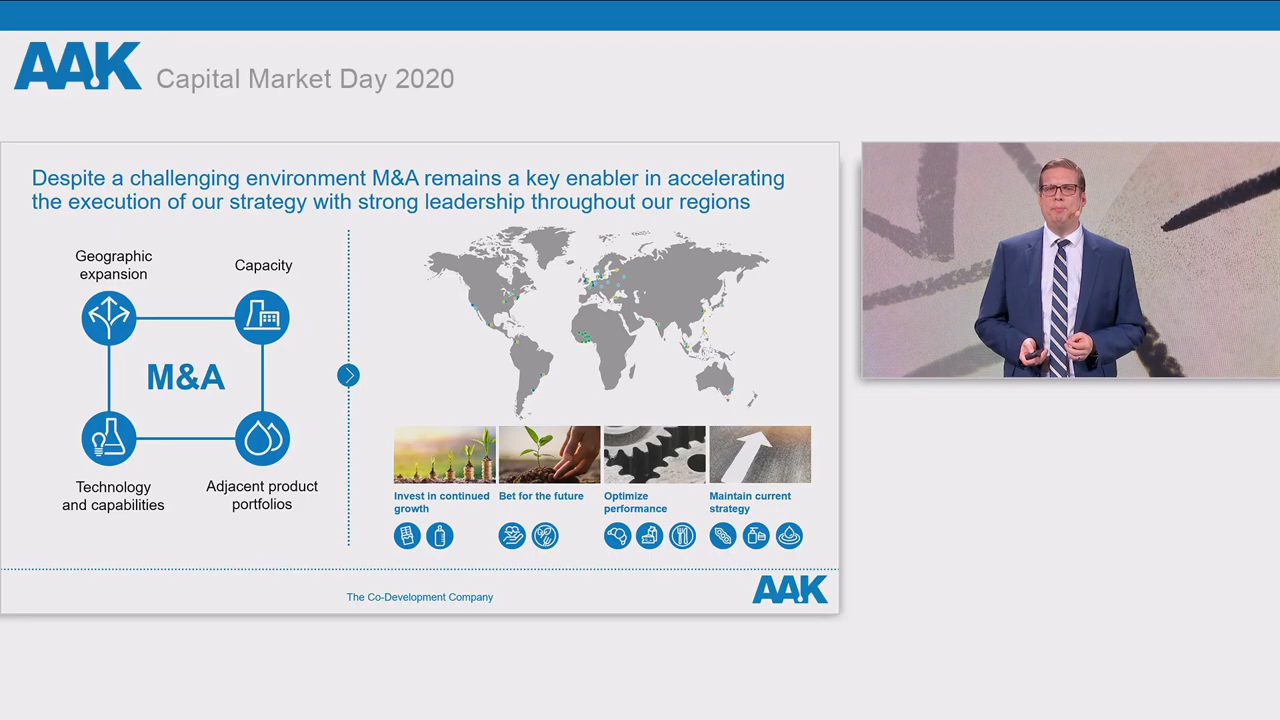 AAK
Capital Market Day 2020
Despite a challenging environment M&A remains a key enabler in accelerating
the execution of our strategy with strong leadership throughout our regions
Geographic
expansion
Capacity
M&A
Technology
and capabilities
Adjacent product
portfolios
Invest in continued
growth
Bet for the future
Optimize
performance
Maintain current
strategy
The Co-Development Company
AAK